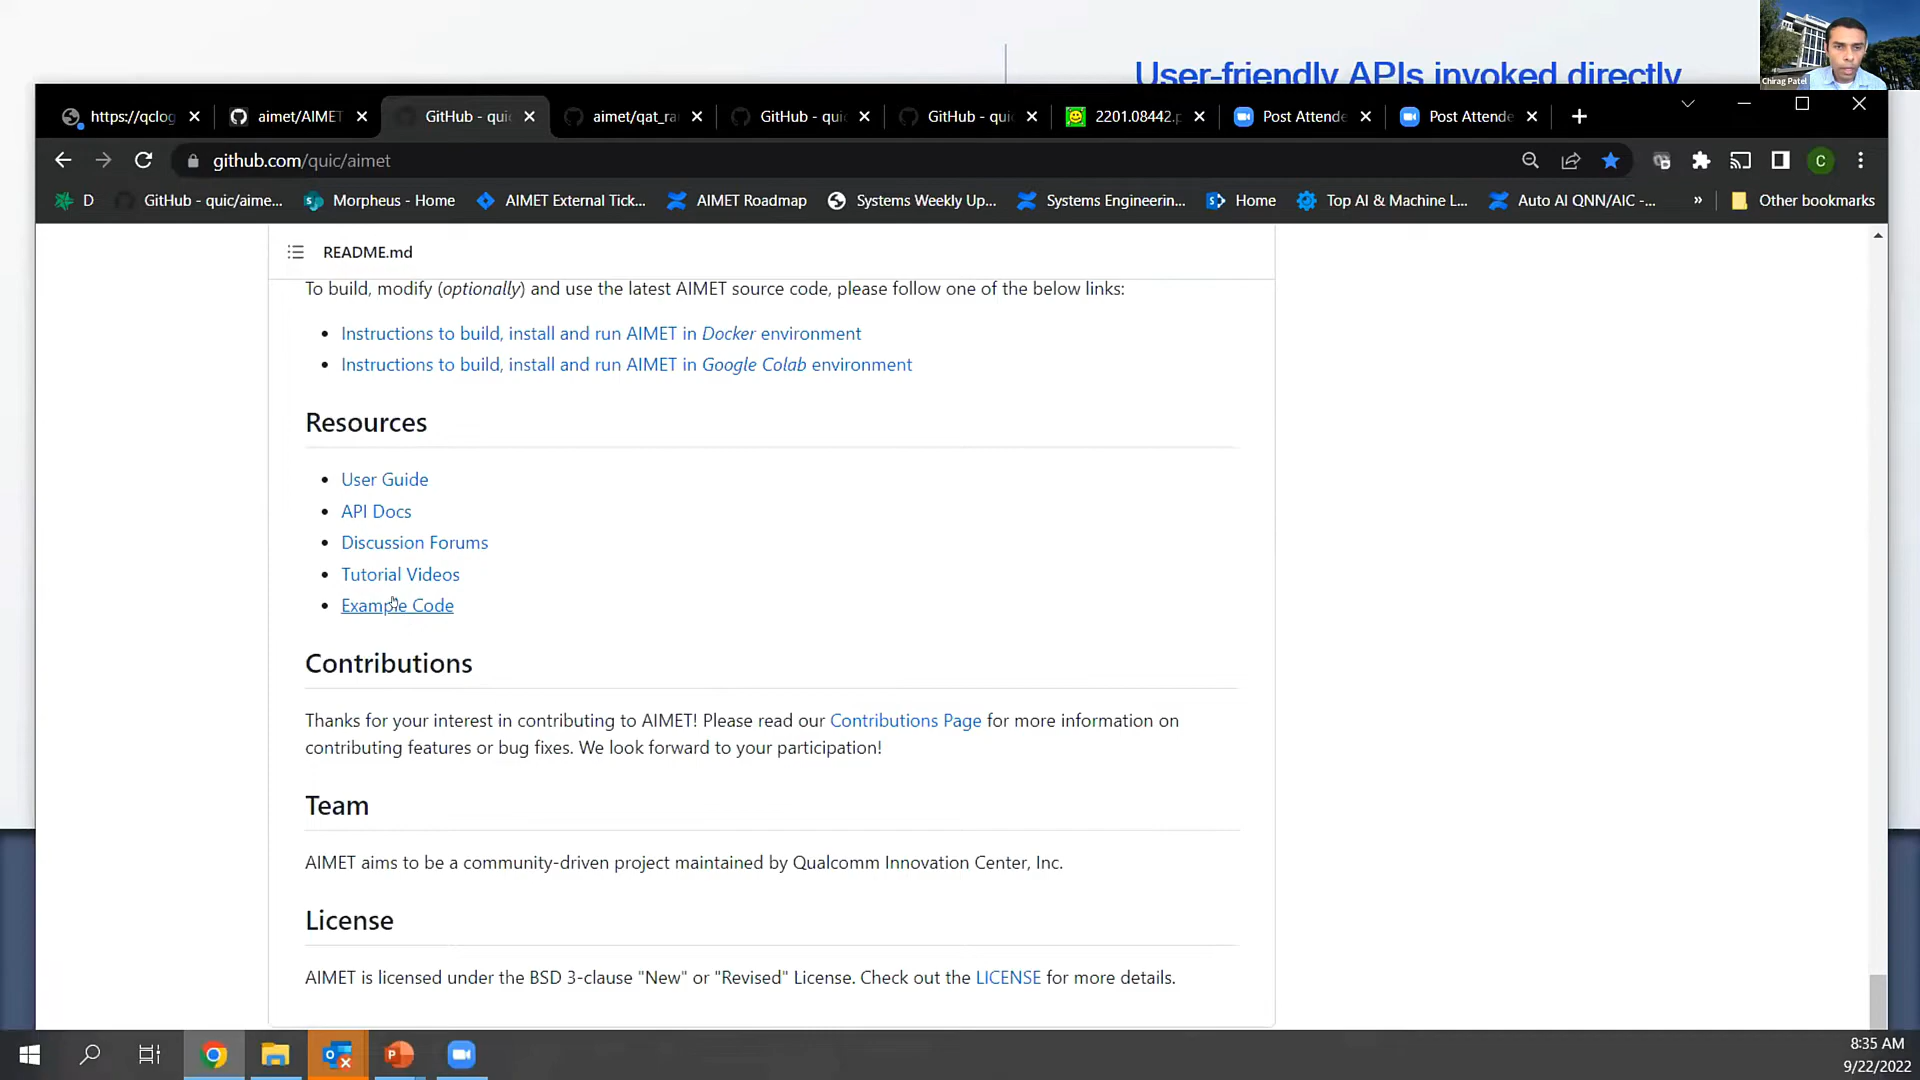 User-friendly APIs invoked directly
Chirag Patel
https://qclog
aimet/AIMET
GitHub - quic
aimet/qat_ra
GitHub - quic
GitHub - quic
2201.08442.p
Post Attende
Post Attende
github.com/quic/aimet
C
D
GitHub - quic/aime...
Morpheus - Home
AIMET External Tick...
AIMET Roadmap
Systems Weekly Up...
Systems Engineerin...
Home
Top AI & Machine L...
Auto AI QNN/AIC -...
»
Other bookmarks
README.md
To build, modify (optionally) and use the latest AIMET source code, please follow one of the below links:
• Instructions to build, install and run AIMET in Docker environment
• Instructions to build, install and run AIMET in Google Colab environment
Resources
• User Guide
• API Docs
• Discussion Forums
• Tutorial Videos
• Example Code
Contributions
Thanks for your interest in contributing to AIMET! Please read our Contributions Page for more information on
contributing features or bug fixes. We look forward to your participation!
Team
AIMET aims to be a community-driven project maintained by Qualcomm Innovation Center, Inc.
License
AIMET is licensed under the BSD 3-clause "New" or "Revised" License. Check out the LICENSE for more details.
8:35 AM
9/22/2022